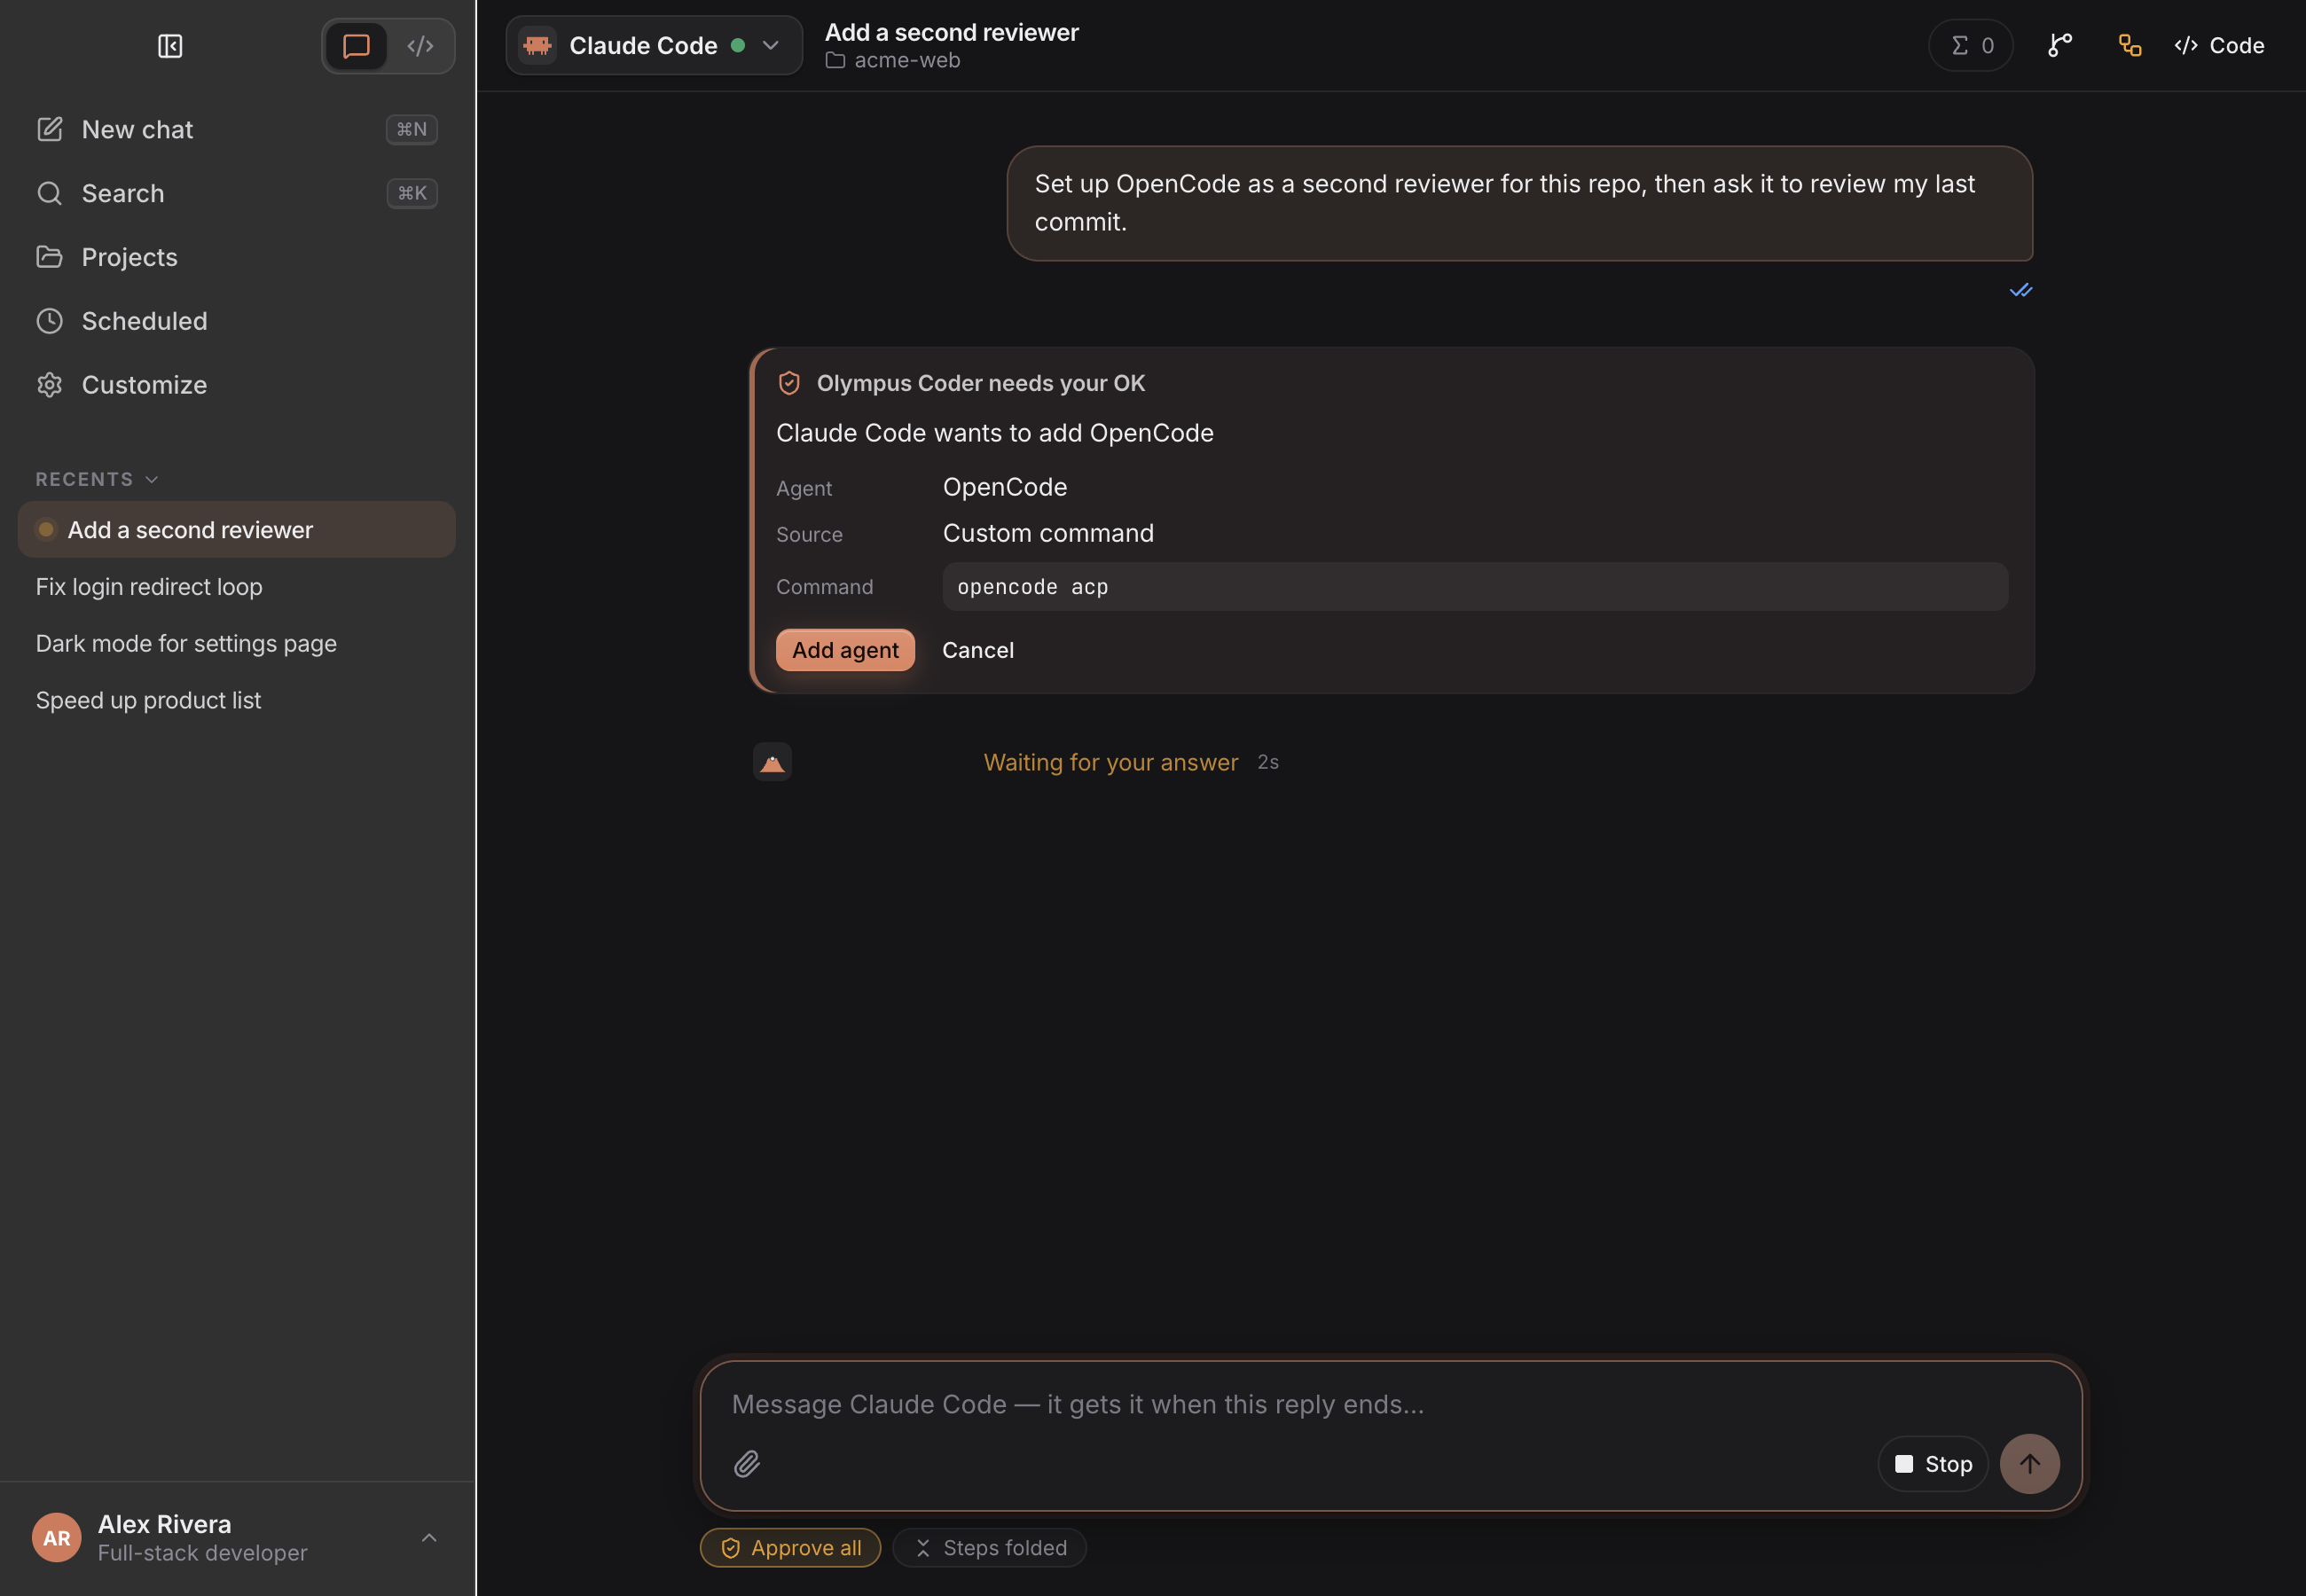 New chat
⌘N
Search
⌘K
Projects
Scheduled
Customize
RECENTS
Add a second reviewer
Fix login redirect loop
Dark mode for settings page
Speed up product list
AR
Alex Rivera
Full-stack developer
Claude Code
Add a second reviewer
acme-web
Σ 0
</> Code
Set up OpenCode as a second reviewer for this repo, then ask it to review my last
commit.
Olympus Coder needs your OK
Claude Code wants to add OpenCode
Agent OpenCode
Source Custom command
Command opencode acp
Add agent Cancel
Waiting for your answer 2s
Message Claude Code — it gets it when this reply ends...
Stop
Approve all
Steps folded